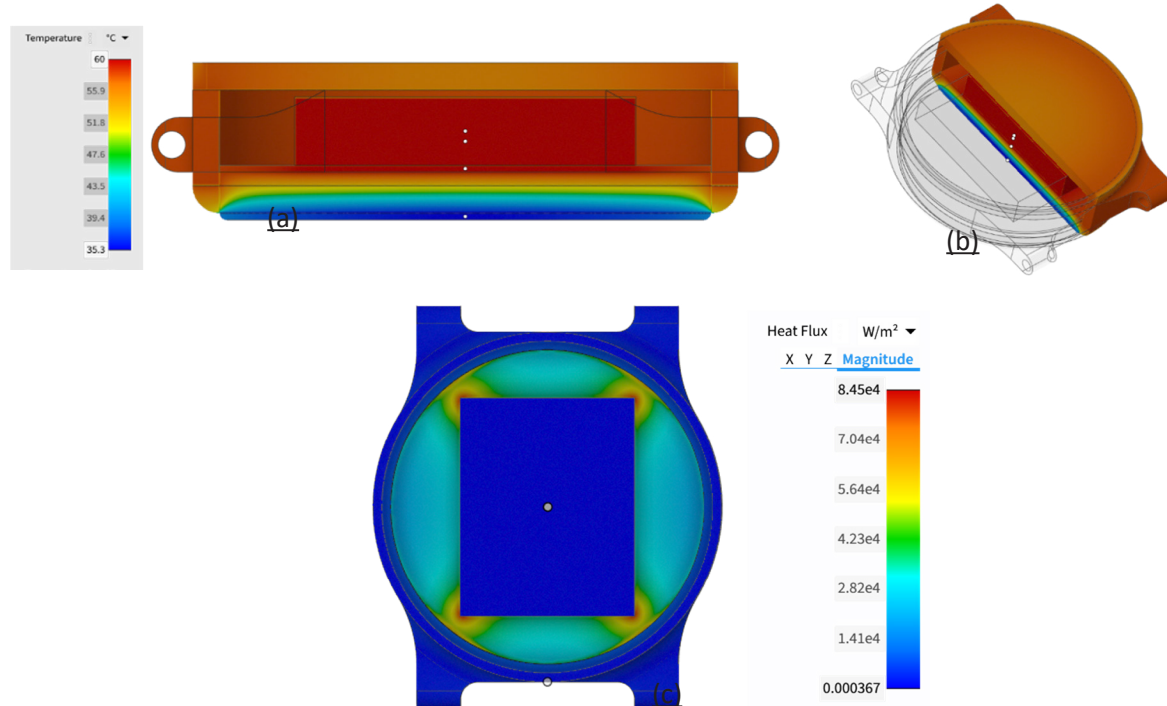 Temperature °C
60
55.9
51.8
47.6
43.5
39.4
35.3
(a)
(b)
Heat Flux W/m²
X Y Z Magnitude
8.45e4
7.04e4
5.64e4
4.23e4
2.82e4
1.41e4
0.000367
(c)